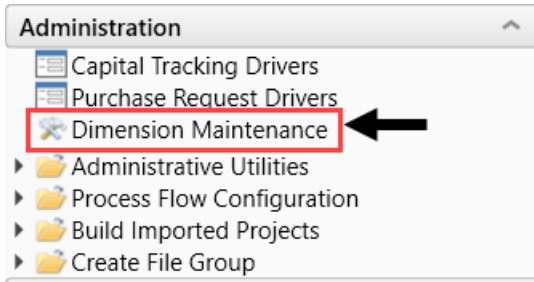 Administration
Capital Tracking Drivers
Purchase Request Drivers
Dimension Maintenance
Administrative Utilities
Process Flow Configuration
Build Imported Projects
Create File Group